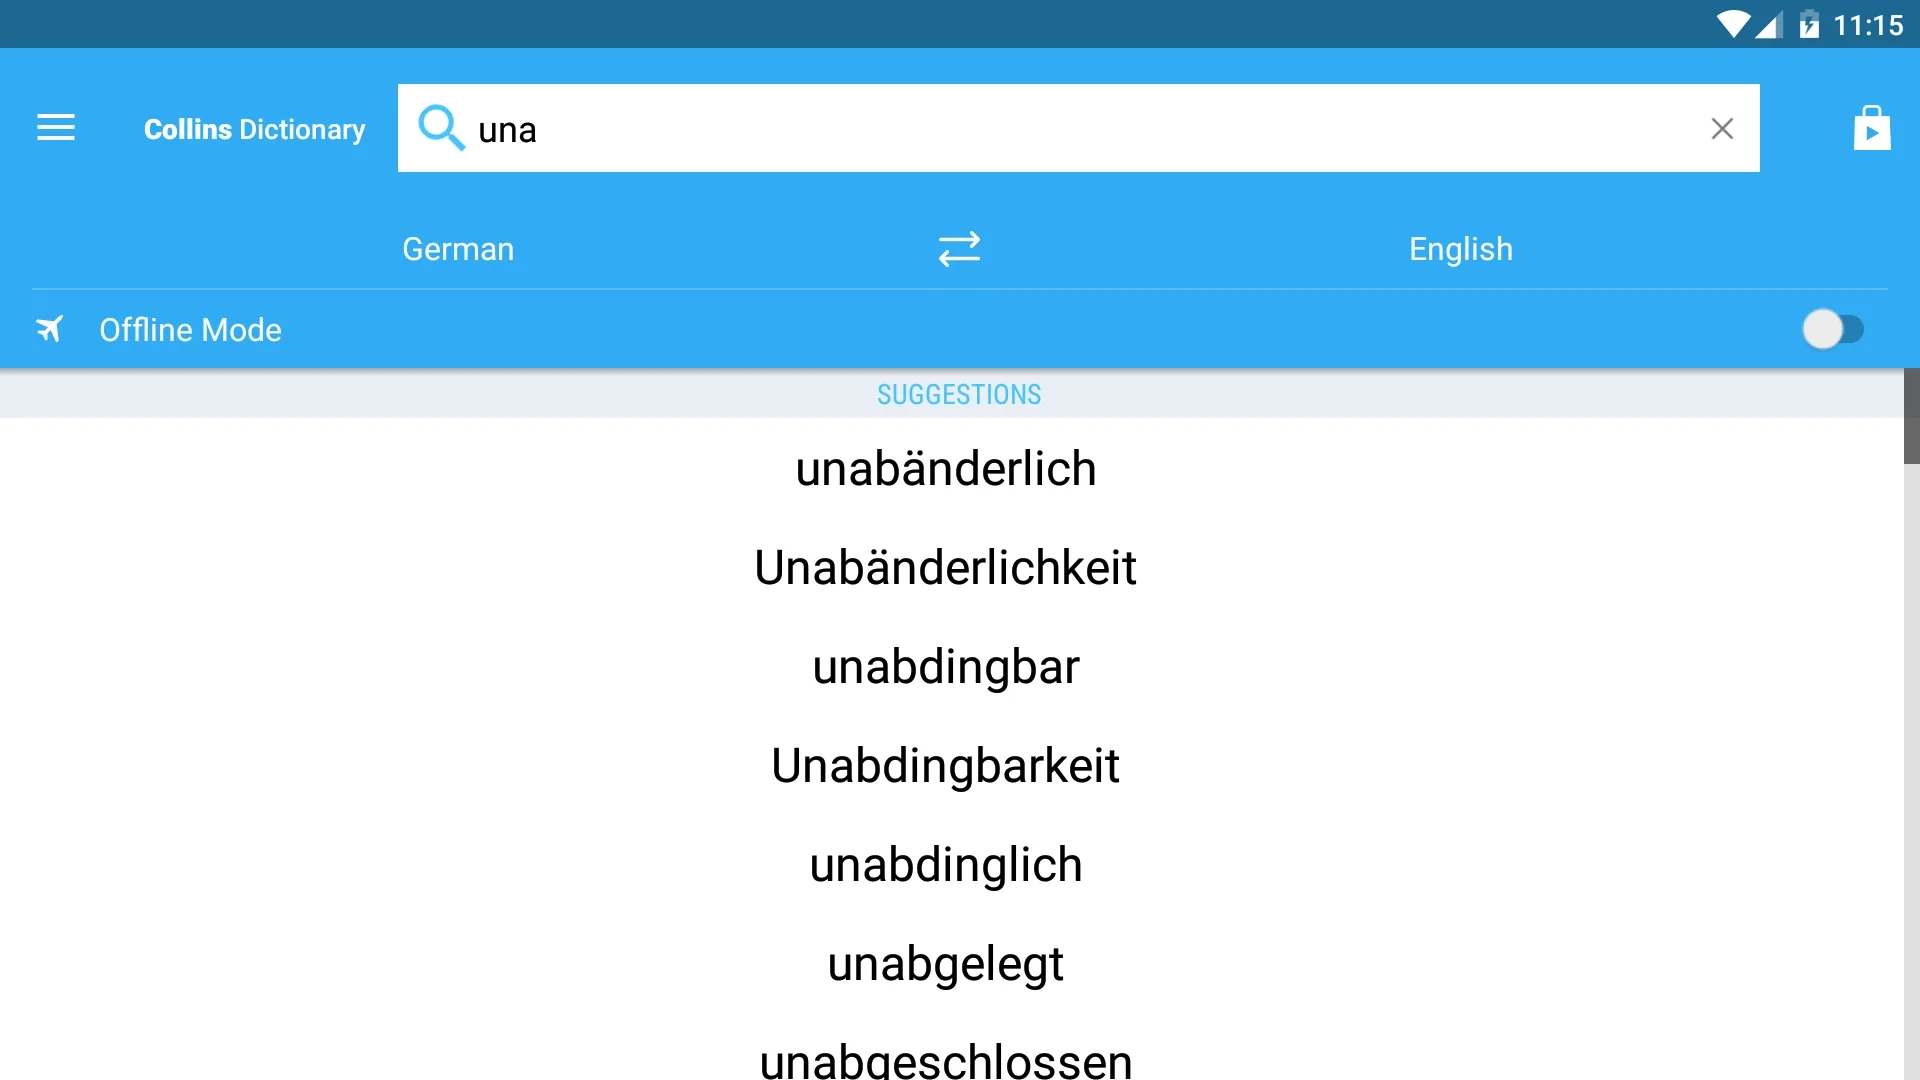 11:15
Collins Dictionary
una
German
English
Offline Mode
SUGGESTIONS
unabänderlich
Unabänderlichkeit
unabdingbar
Unabdingbarkeit
unabdinglich
unabgelegt
unabgeschlossen